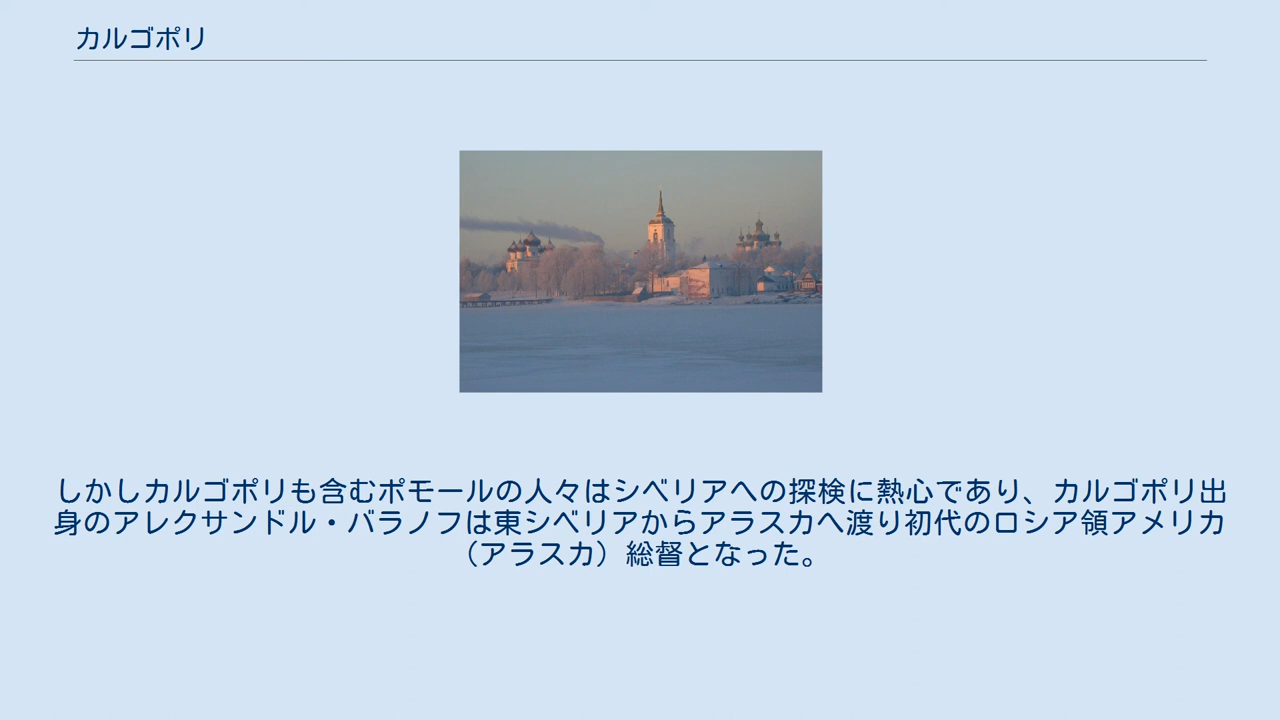 カルゴポリ
しかしカルゴポリも含むポモールの人々はシベリアへの探検に熱心であり、カルゴポリ出
身のアレクサンドル・バラノフは東シベリアからアラスカへ渡り初代のロシア領アメリカ
（アラスカ）総督となった。